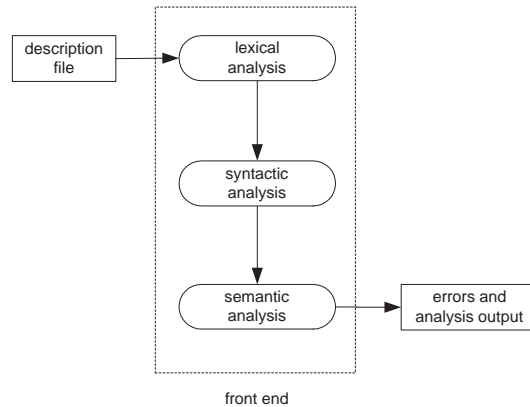 description
file
lexical
analysis
syntactic
analysis
semantic
analysis
errors and
analysis output
front end